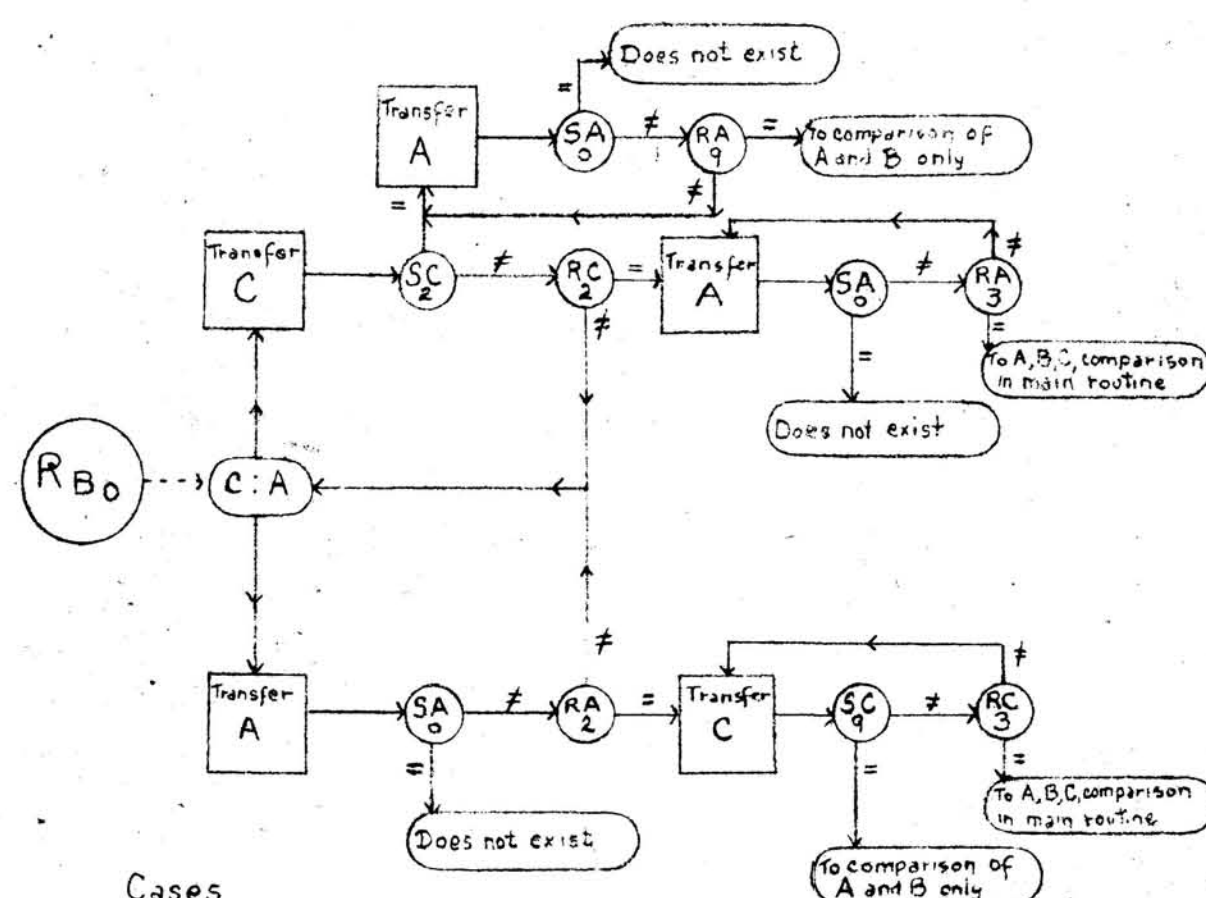 Does not exist
=
Transfer
A
SA
0
≠
RA
9
=
To comparison of
A and B only
=
≠
Transfer
C
SC
2
≠
RC
2
=
Transfer
A
SA
0
≠
RA
3
≠
≠
=
=
To A, B, C, comparison
in main routine
Does not exist
RB0
C:A
≠
≠
Transfer
A
SA
0
≠
RA
2
=
Transfer
C
SC
9
≠
RC
3
=
=
=
To A, B, C, comparison
in main routine
Does not exist
To comparison of
A and B only
Cases